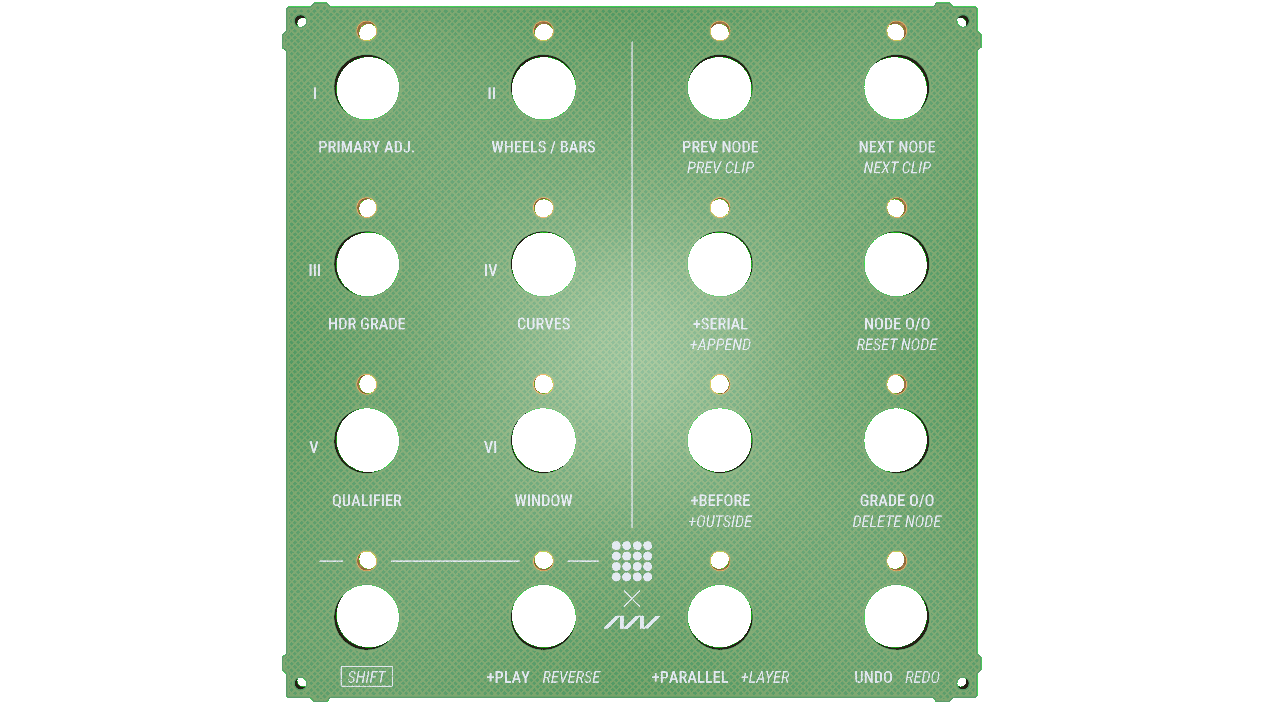 I II
PRIMARY ADJ. WHEELS / BARS PREV NODE NEXT NODE
PREV CLIP NEXT CLIP
III IV
HDR GRADE CURVES +SERIAL NODE O/O
+APPEND RESET NODE
V VI
QUALIFIER WINDOW +BEFORE GRADE O/O
+OUTSIDE DELETE NODE
SHIFT +PLAY REVERSE +PARALLEL +LAYER UNDO REDO